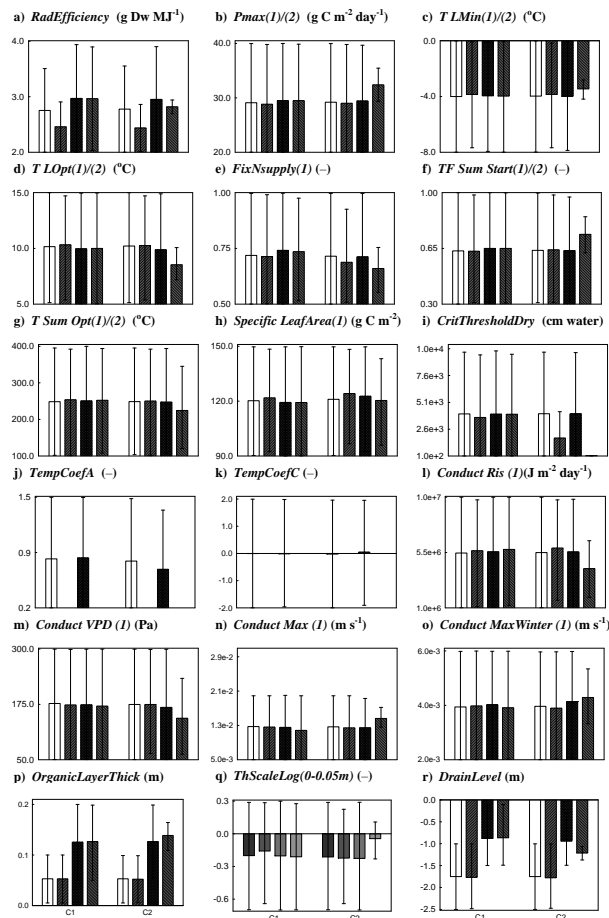 a) RadEfficiency (g Dw MJ⁻¹) b) Pmax(1)/(2) (g C m⁻² day⁻¹) c) T LMin(1)/(2) (°C)
4.0 40.0 0.0
3.0 30.0 -4.0
2.0 20.0 -8.0
d) T LOpt(1)/(2) (°C) e) FixNsupply(1) (–) f) TF Sum Start(1)/(2) (–)
15.0 1.00 1.00
10.0 0.75 0.65
5.0 0.50 0.30
g) T Sum Opt(1)/(2) (°C) h) Specific LeafArea(1) (g C m⁻²) i) CritThresholdDry (cm water)
400.0 150.0 1.0e+4
300.0 7.6e+3
250.0 120.0 5.1e+3
200.0 2.6e+3
100.0 90.0 1.0e+2
j) TempCoefA (–) k) TempCoefC (–) l) Conduct Ris (1)(J m⁻² day⁻¹)
1.5 2.0 1.0e+7
1.0
0.9 0.0 5.5e+6
-1.0
0.2 -2.0 1.0e+6
m) Conduct VPD (1) (Pa) n) Conduct Max (1) (m s⁻¹) o) Conduct MaxWinter (1) (m s⁻¹)
300.0 2.9e-2 6.0e-3
2.1e-2
175.0 4.0e-3
1.3e-2
50.0 5.0e-3 2.0e-3
p) OrganicLayerThick (m) q) ThScaleLog(0-0.05m) (–) r) DrainLevel (m)
0.2 0.3 0.0
-0.5
0.0 -1.0
0.1 -1.5
-0.3 -2.0
0.0 -0.6 -2.5
C1 C2 C1 C2 C1 C2